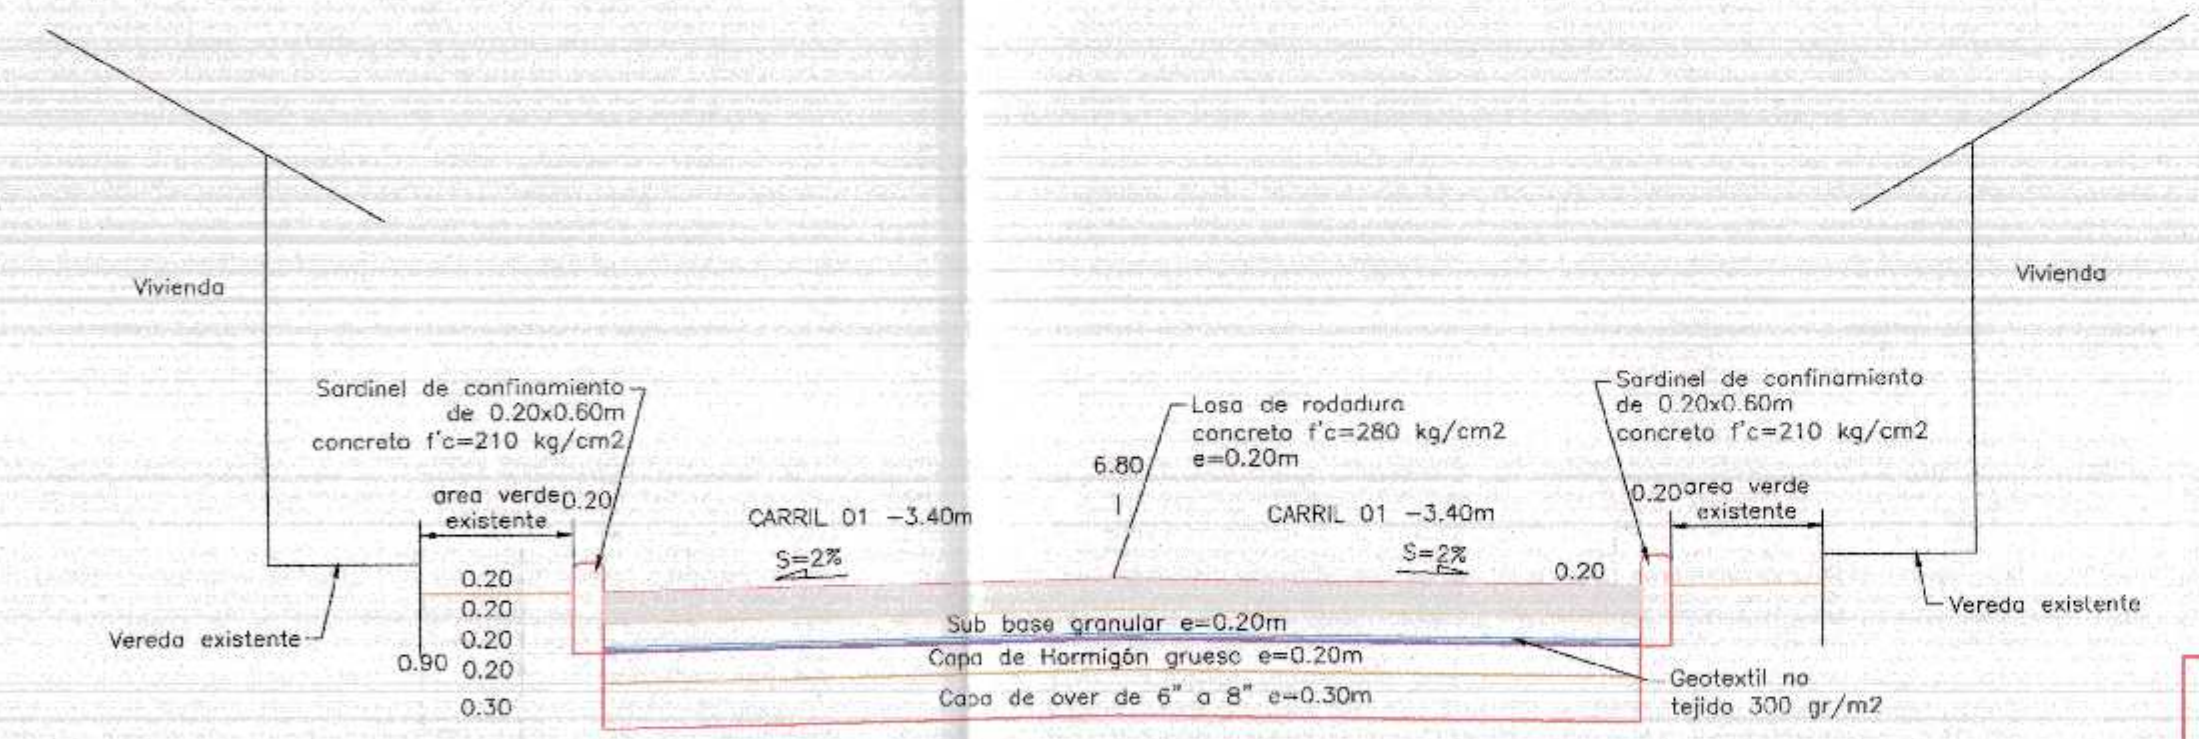 Vivienda
Vivienda
Sardinel de confinamiento
de 0.20x0.60m
concreto f'c=210 kg/cm2
Losa de rodadura
concreto f'c=280 kg/cm2
e=0.20m
Sardinel de confinamiento
de 0.20x0.60m
concreto f'c=210 kg/cm2
6.80
area verde
existente
0.20
CARRIL 01 -3.40m
CARRIL 01 -3.40m
0.20
area verde
existente
S=2%
S=2%
0.20
0.20
0.20
0.20
0.20
0.30
0.90
Vereda existente
Vereda existente
Sub base granular e=0.20m
Capa de Hormigón grueso e=0.20m
Capa de over de 6" a 8" e=0.30m
Geotextil no
tejido 300 gr/m2